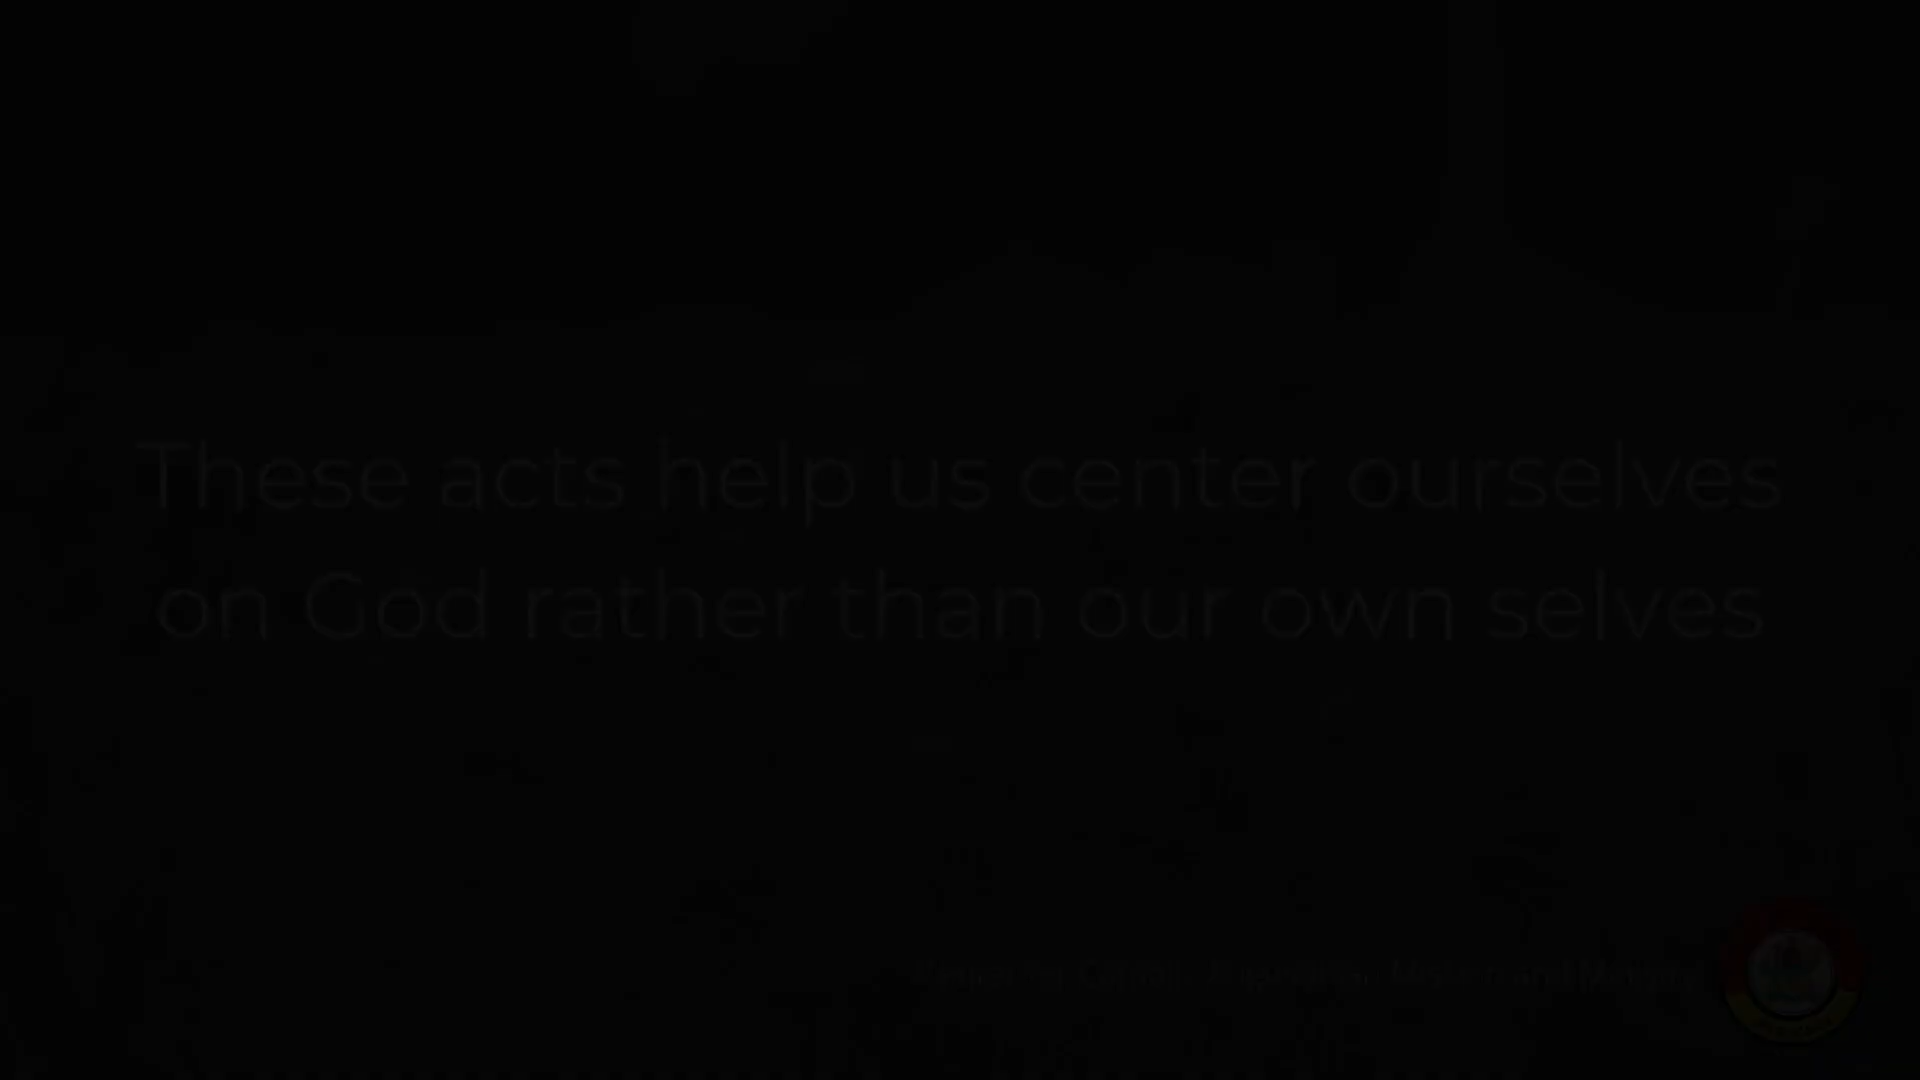 These acts help us center ourselves
on God rather than our own selves